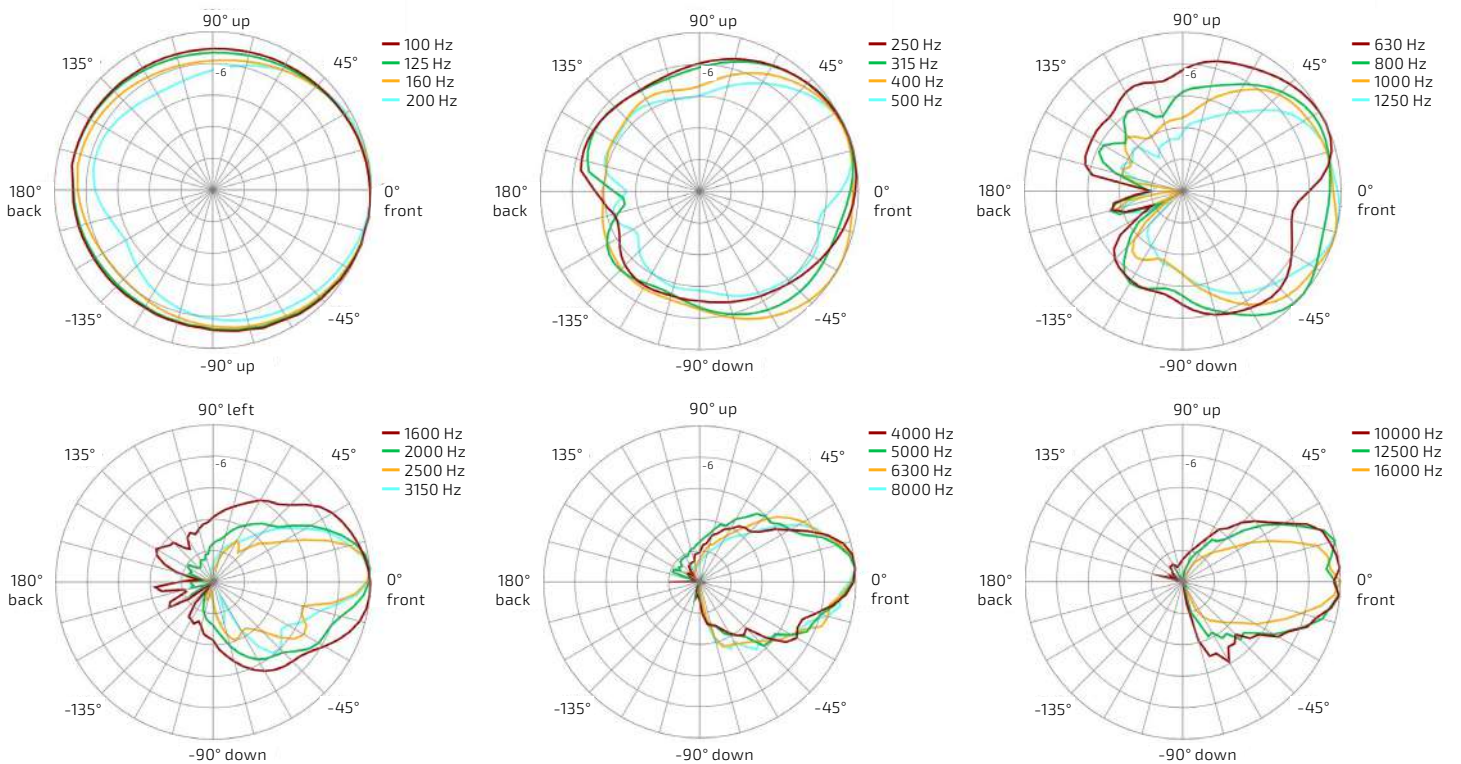 90° up
135°
45°
-6
180°
back
0°
front
-135°
-45°
-90° up
100 Hz
125 Hz
160 Hz
200 Hz
90° up
135°
45°
-6
180°
back
0°
front
-135°
-45°
-90° down
250 Hz
315 Hz
400 Hz
500 Hz
90° up
135°
45°
-6
180°
back
0°
front
-135°
-45°
-90° down
630 Hz
800 Hz
1000 Hz
1250 Hz
90° left
135°
45°
-6
180°
back
0°
front
-135°
-45°
-90° down
1600 Hz
2000 Hz
2500 Hz
3150 Hz
90° up
135°
45°
-6
180°
back
0°
front
-135°
-45°
-90° down
4000 Hz
5000 Hz
6300 Hz
8000 Hz
90° up
135°
45°
-6
180°
back
0°
front
-135°
-45°
-90° down
10000 Hz
12500 Hz
16000 Hz